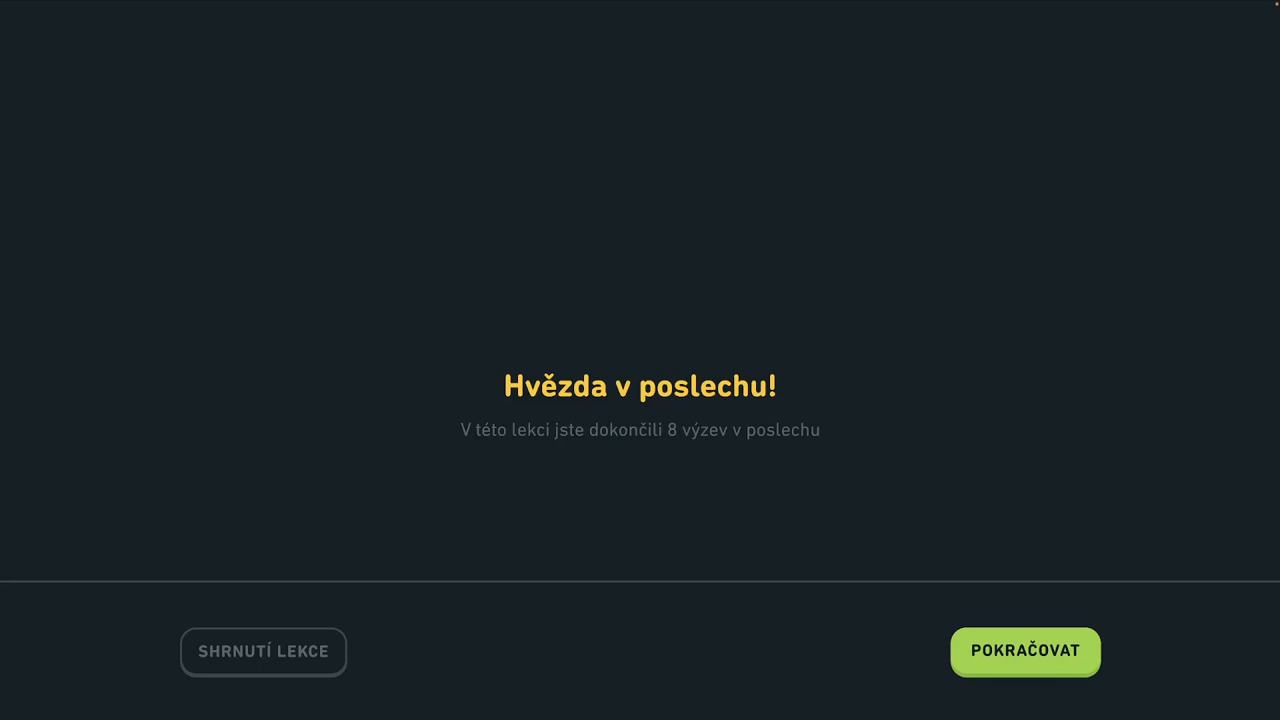 Hvězda v poslechu!
V této lekci jste dokončili 8 výzev v poslechu
SHRNUTÍ LEKCE
POKRAČOVAT